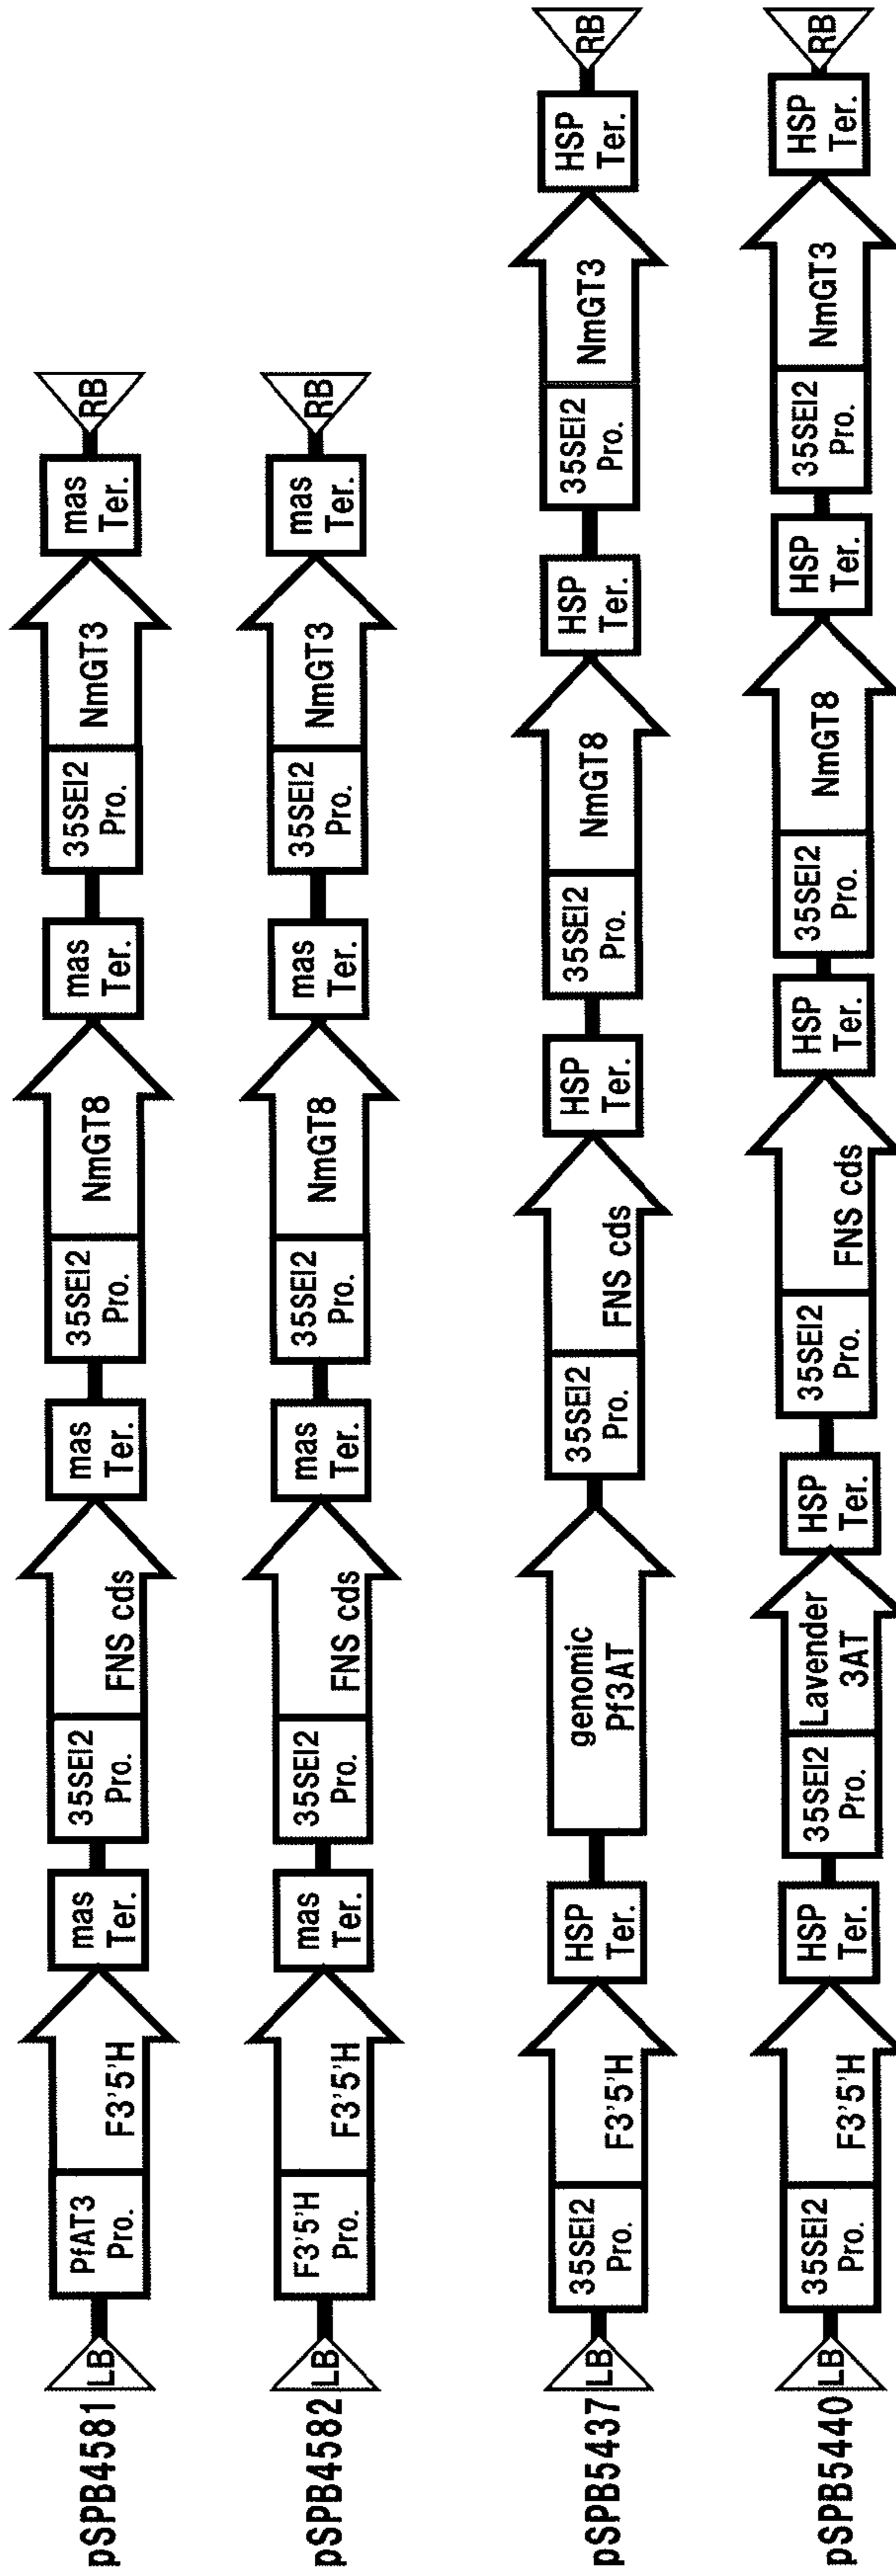 pSPB4581
LB
PfAT3
Pro.
F3'5'H
mas
Ter.
35SEI2
Pro.
FNS cds
mas
Ter.
35SEI2
Pro.
NmGT8
mas
Ter.
35SEI2
Pro.
NmGT3
mas
Ter.
RB
pSPB4582
LB
F3'5'H
Pro.
F3'5'H
mas
Ter.
35SEI2
Pro.
FNS cds
mas
Ter.
35SEI2
Pro.
NmGT8
mas
Ter.
35SEI2
Pro.
NmGT3
mas
Ter.
RB
pSPB5437
LB
35SEI2
Pro.
F3'5'H
HSP
Ter.
genomic
Pf3AT
35SEI2
Pro.
FNS cds
HSP
Ter.
35SEI2
Pro.
NmGT8
HSP
Ter.
35SEI2
Pro.
NmGT3
HSP
Ter.
RB
pSPB5440
LB
35SEI2
Pro.
F3'5'H
HSP
Ter.
35SEI2
Pro.
Lavender
3AT
HSP
Ter.
35SEI2
Pro.
FNS cds
HSP
Ter.
35SEI2
Pro.
NmGT8
HSP
Ter.
35SEI2
Pro.
NmGT3
HSP
Ter.
RB